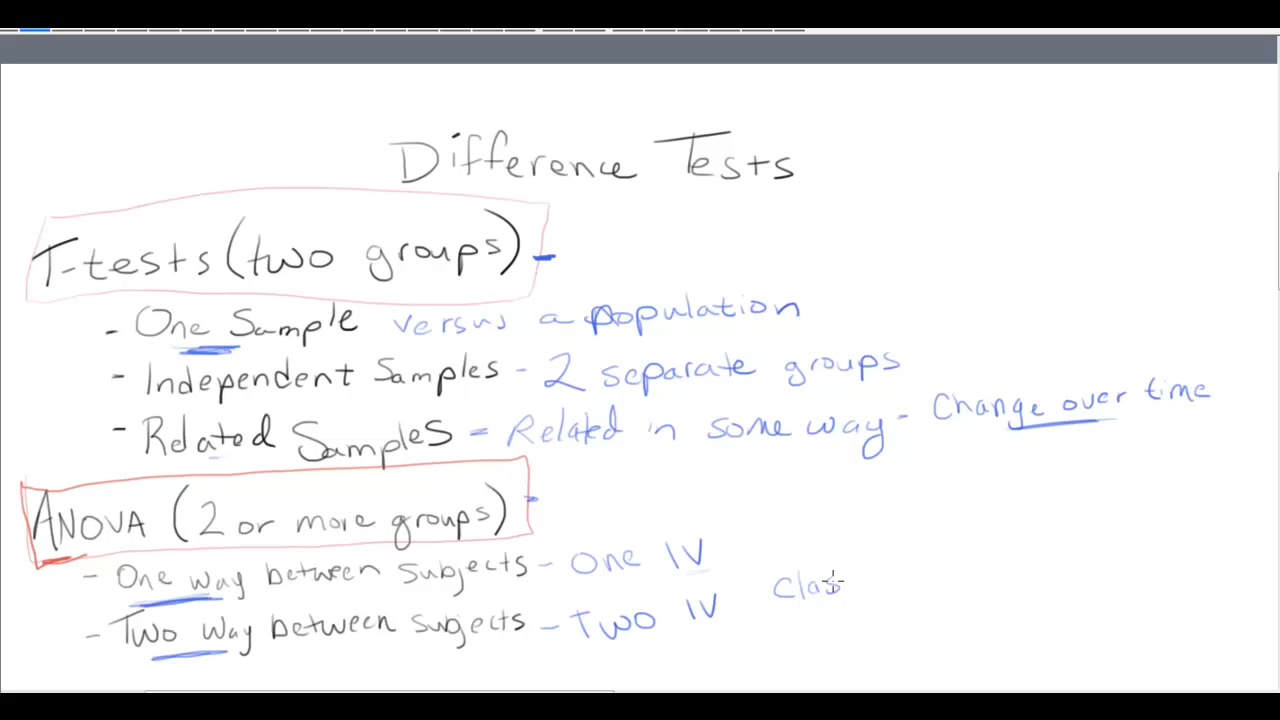 Difference Tests
T-tests (two groups) -
- One Sample versus a population
- Independent Samples - 2 separate groups
- Related Samples = Related in some way - Change over time
ANOVA (2 or more groups) -
- One way between subjects - One IV
- Two way between subjects - Two IV clas